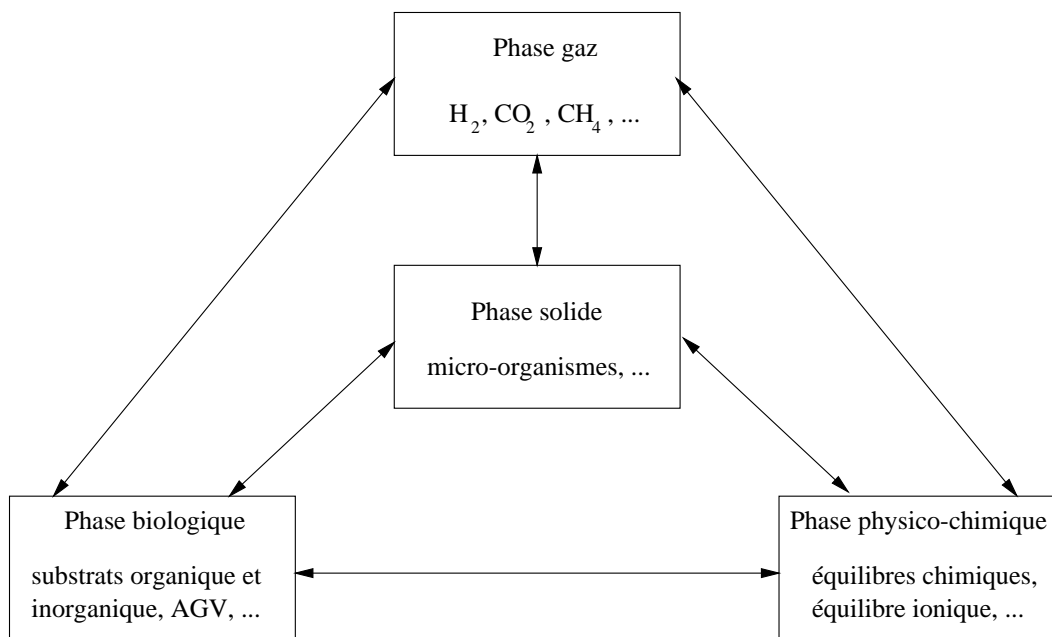 Phase gaz
H2, CO2 , CH4 , ...
Phase solide
micro-organismes, ...
Phase biologique
substrats organique et
inorganique, AGV, ...
Phase physico-chimique
équilibres chimiques,
équilibre ionique, ...